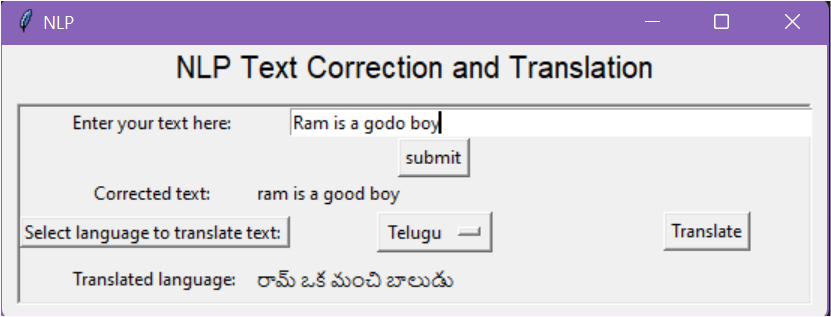 NLP
NLP Text Correction and Translation
Enter your text here: Ram is a godo boy
submit
Corrected text: ram is a good boy
Select language to translate text: Telugu Translate
Translated language: రామ్ ఒక మంచి బాలుడు